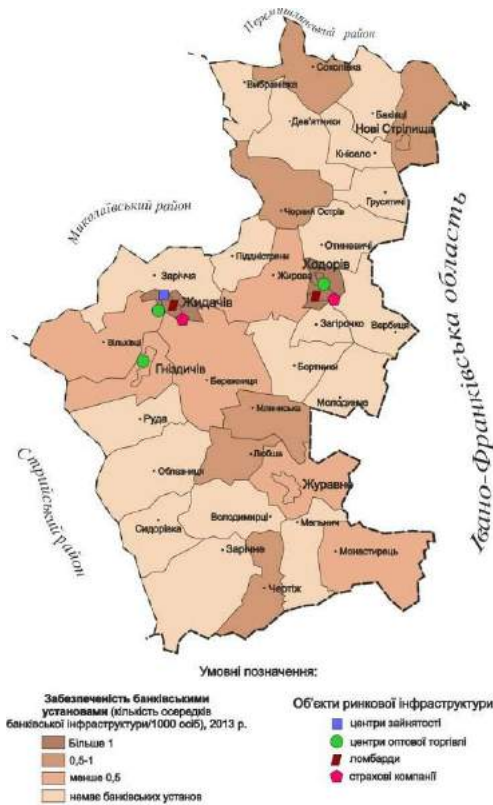 Перемишлянський район
Соколівка
Вибранівка
Баківці
Дев'ятники
Нові Стрілища
Кнісело
Миколаївський район
Грусятичі
Чорний Острів
Отиневичі
Підністряни
Ходорів
Заріччя
Жирова
Жидачів
Загірочко
Вербиця
Вільхівці
Гніздичів
Бортники
Бережниця
Молодинче
Івано-Франківська область
Млиниська
Руда
Любша
Стрийський район
Облазниця
Журавно
Володимирці
Сидорівка
Мельнич
Зарічне
Монастирець
Чертіж
Умовні позначення:
Забезпеченість банківськими
установами (кількість осередків
банківської інфраструктури/1000 осіб), 2013 р.
Більше 1
0,5-1
менше 0,5
немає банківських установ
Об'єкти ринкової інфраструктури
центри зайнятості
центри оптової торгівлі
ломбарди
страхові компанії